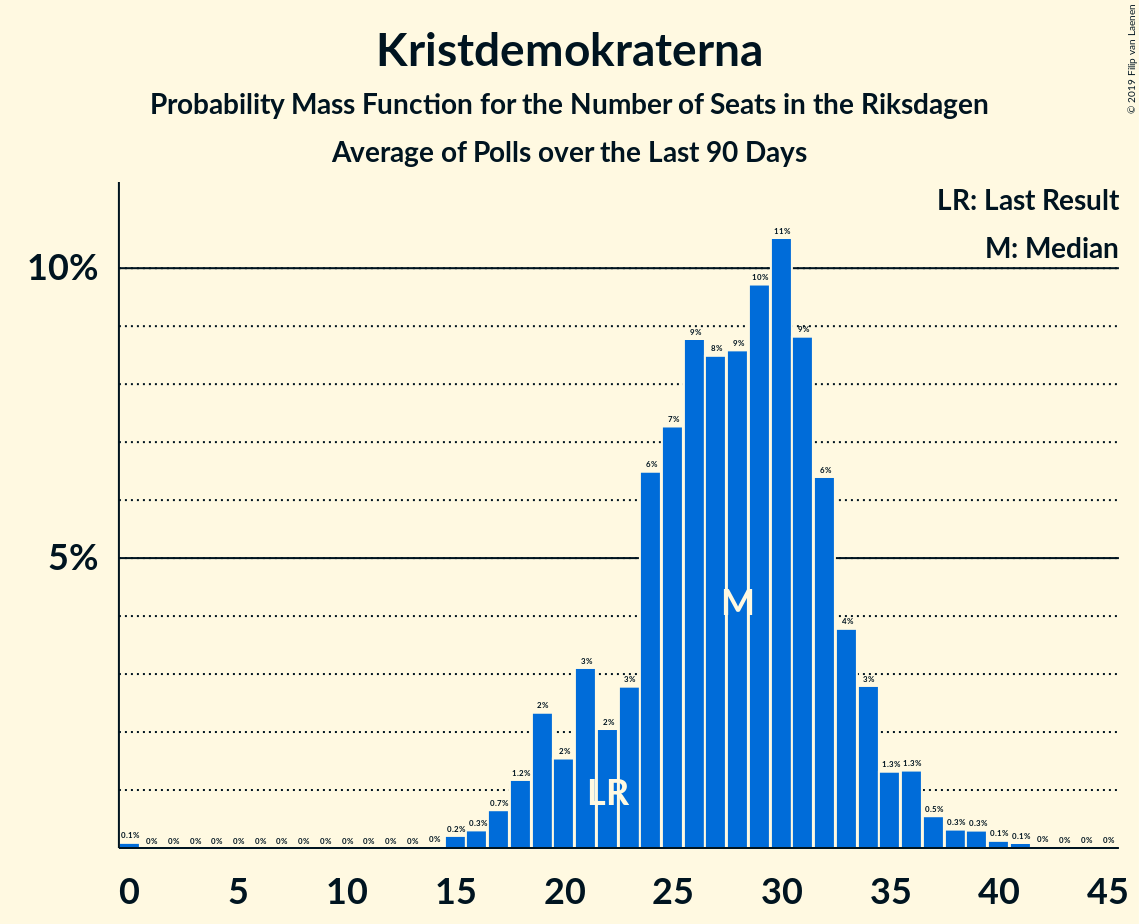 Kristdemokraterna
Probability Mass Function for the Number of Seats in the Riksdagen
Average of Polls over the Last 90 Days
© 2019 Filip van Laenen
LR: Last Result
M: Median
10%
5%
0.1% 0% 0% 0% 0% 0% 0% 0% 0% 0% 0% 0% 0% 0% 0% 0.2% 0.3% 0.7% 1.2% 2% 2% 3% 2% 3% 6% 7% 9% 8% 9% 10% 11% 9% 6% 4% 3% 1.3% 1.3% 0.5% 0.3% 0.3% 0.1% 0.1% 0% 0% 0% 0%
M
LR
0 5 10 15 20 25 30 35 40 45